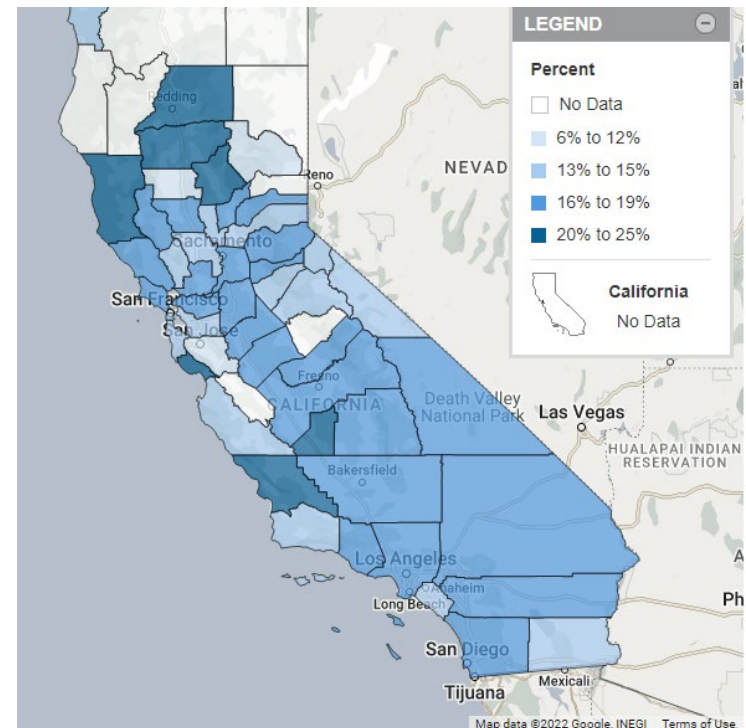 LEGEND
Percent
No Data
6% to 12%
13% to 15%
16% to 19%
20% to 25%
California
No Data
Redding
Reno
NEVAD
Sacramento
San Francisco
San Jose
Fresno
CALIFORNIA
Death Valley
National Park
Las Vegas
HUALAPAI INDIAN
RESERVATION
Bakersfield
Los Angeles
Anaheim
Long Beach
Ph
San Diego
Tijuana
Mexicali
Map data ©2022 Google, INEGI
Terms of Use